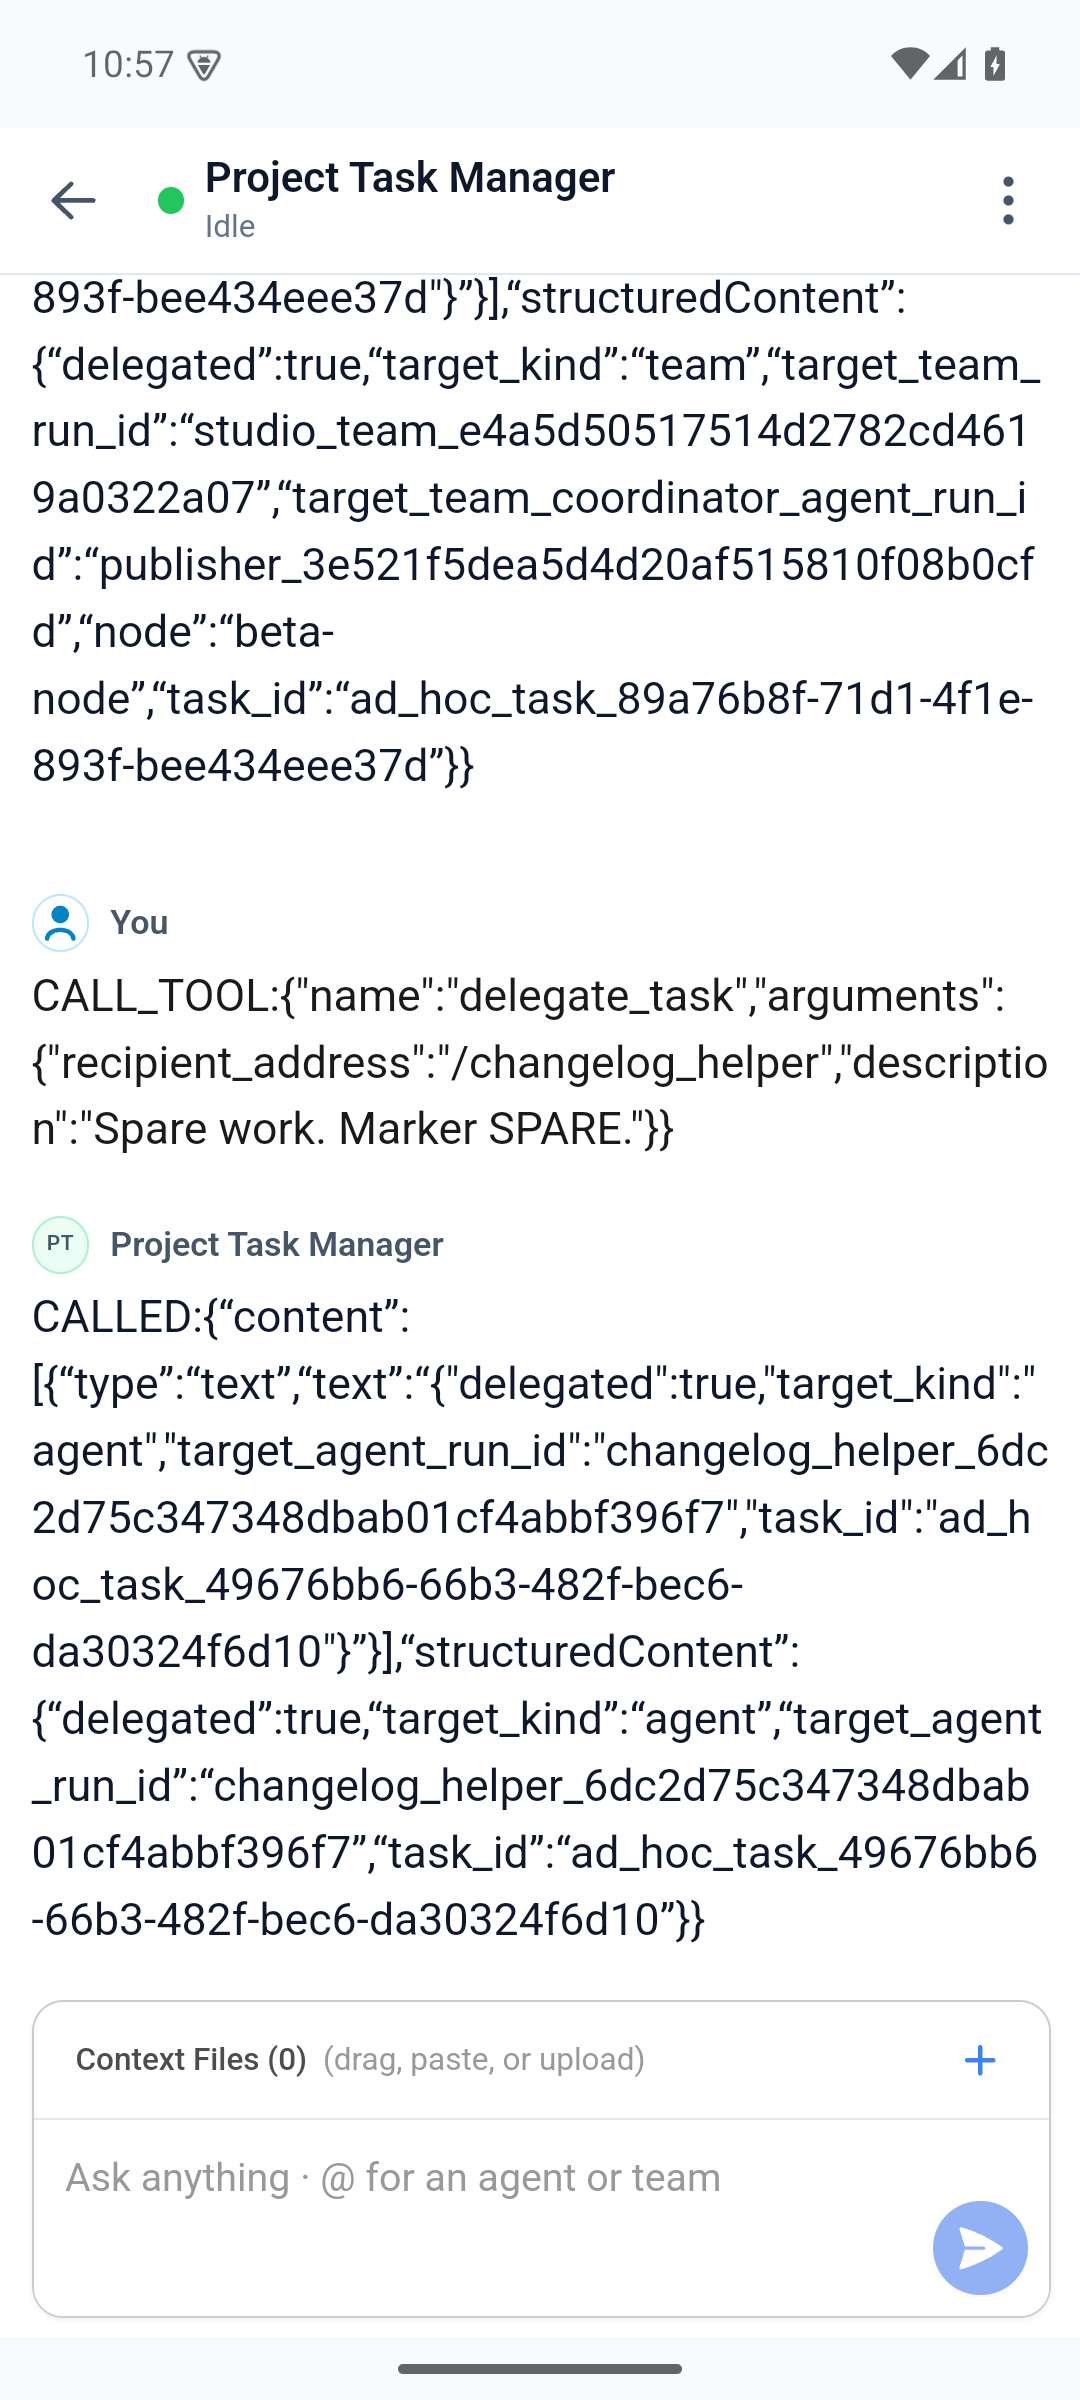 10:57
Project Task Manager
Idle
893f-bee434eee37d"}”}],“structuredContent”:
{“delegated”:true,“target_kind”:“team”,“target_team_
run_id”:“studio_team_e4a5d50517514d2782cd461
9a0322a07”,“target_team_coordinator_agent_run_i
d”:“publisher_3e521f5dea5d4d20af515810f08b0cf
d”,“node”:“beta-
node”,“task_id”:“ad_hoc_task_89a76b8f-71d1-4f1e-
893f-bee434eee37d”}}
You
CALL_TOOL:{"name":"delegate_task","arguments":
{"recipient_address":"/changelog_helper","descriptio
n":"Spare work. Marker SPARE."}}
PT
Project Task Manager
CALLED:{“content”:
[{“type”:“text”,“text”:“{"delegated":true,"target_kind":"
agent","target_agent_run_id":"changelog_helper_6dc
2d75c347348dbab01cf4abbf396f7","task_id":"ad_h
oc_task_49676bb6-66b3-482f-bec6-
da30324f6d10"}”}],“structuredContent”:
{“delegated”:true,“target_kind”:“agent”,“target_agent
_run_id”:“changelog_helper_6dc2d75c347348dbab
01cf4abbf396f7”,“task_id”:“ad_hoc_task_49676bb6
-66b3-482f-bec6-da30324f6d10”}}
Context Files (0) (drag, paste, or upload)
Ask anything · @ for an agent or team